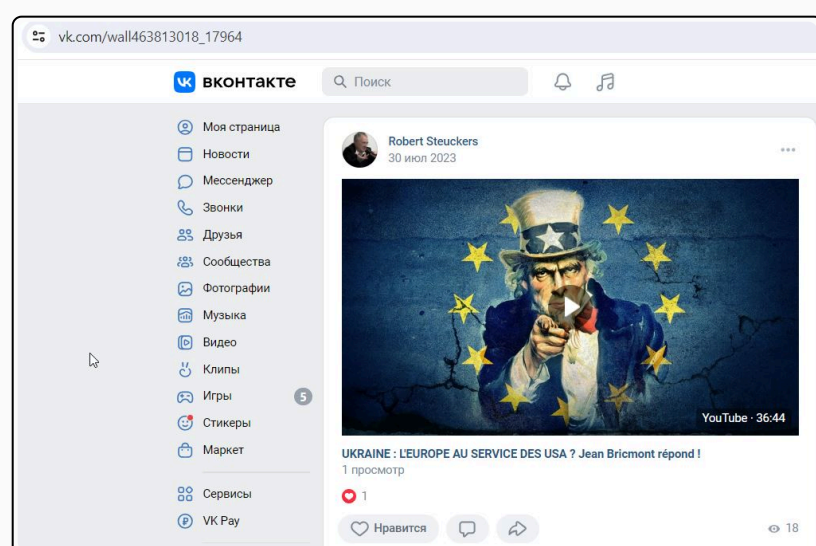 vk.com/wall463813018_17964
вконтакте
Поиск
Моя страница
Новости
Мессенджер
Звонки
Друзья
Сообщества
Фотографии
Музыка
Видео
Клипы
Игры 5
Стикеры
Маркет
Сервисы
VK Pay
Robert Steuckers
30 июл 2023
YouTube · 36:44
UKRAINE : L'EUROPE AU SERVICE DES USA ? Jean Bricmont répond !
1 просмотр
1
Нравится
18